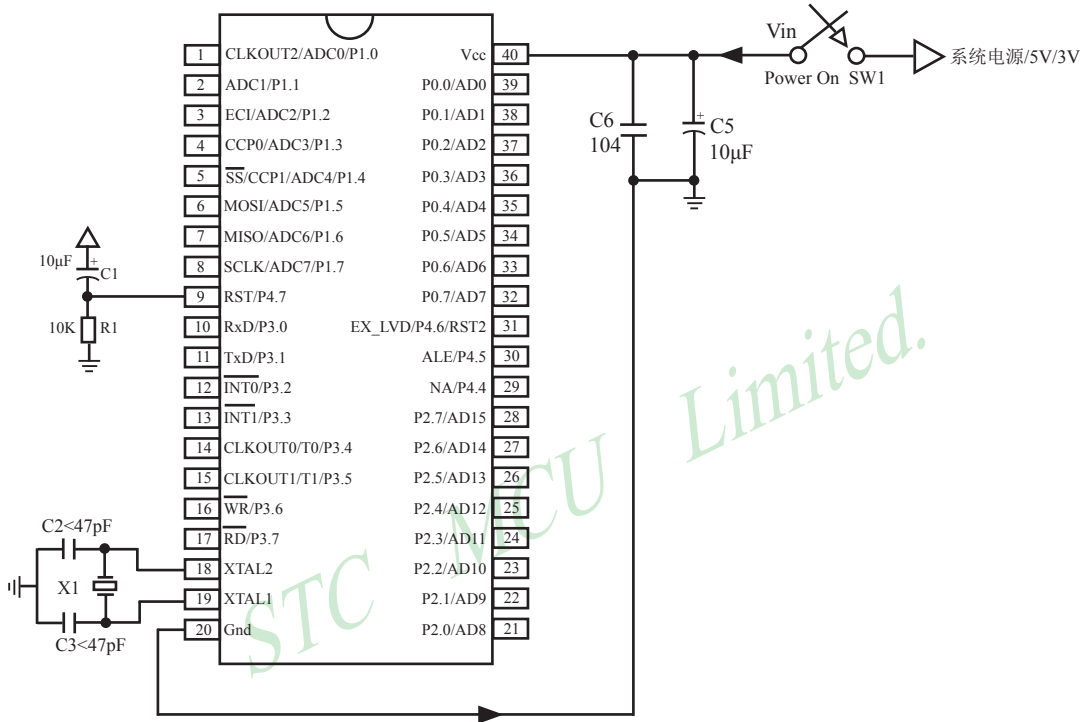 1 CLKOUT2/ADC0/P1.0
2 ADC1/P1.1
3 ECI/ADC2/P1.2
4 CCP0/ADC3/P1.3
5 SS/CCP1/ADC4/P1.4
6 MOSI/ADC5/P1.5
7 MISO/ADC6/P1.6
8 SCLK/ADC7/P1.7
9 RST/P4.7
10 RxD/P3.0
11 TxD/P3.1
12 INT0/P3.2
13 INT1/P3.3
14 CLKOUT0/T0/P3.4
15 CLKOUT1/T1/P3.5
16 WR/P3.6
17 RD/P3.7
18 XTAL2
19 XTAL1
20 Gnd
Vcc 40
P0.0/AD0 39
P0.1/AD1 38
P0.2/AD2 37
P0.3/AD3 36
P0.4/AD4 35
P0.5/AD5 34
P0.6/AD6 33
P0.7/AD7 32
EX_LVD/P4.6/RST2 31
ALE/P4.5 30
NA/P4.4 29
P2.7/AD15 28
P2.6/AD14 27
P2.5/AD13 26
P2.4/AD12 25
P2.3/AD11 24
P2.2/AD10 23
P2.1/AD9 22
P2.0/AD8 21
Vin
Power On SW1
系统电源/5V/3V
C6
104
+
C5
10µF
10µF + C1
10K R1
C2<47pF
X1
C3<47pF
STC MCU Limited.